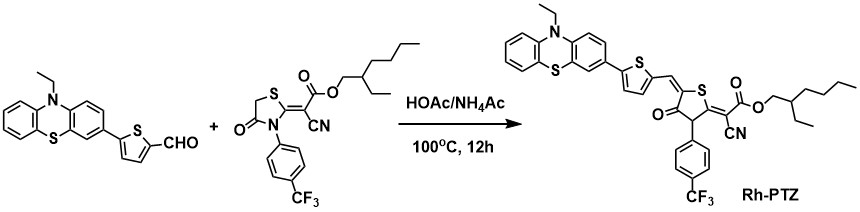 N
S
S
CHO
+
S
O
N
CN
O
O
CF₃
HOAc/NH₄Ac
100°C, 12h
N
S
S
S
O
CN
O
O
CF₃
Rh-PTZ